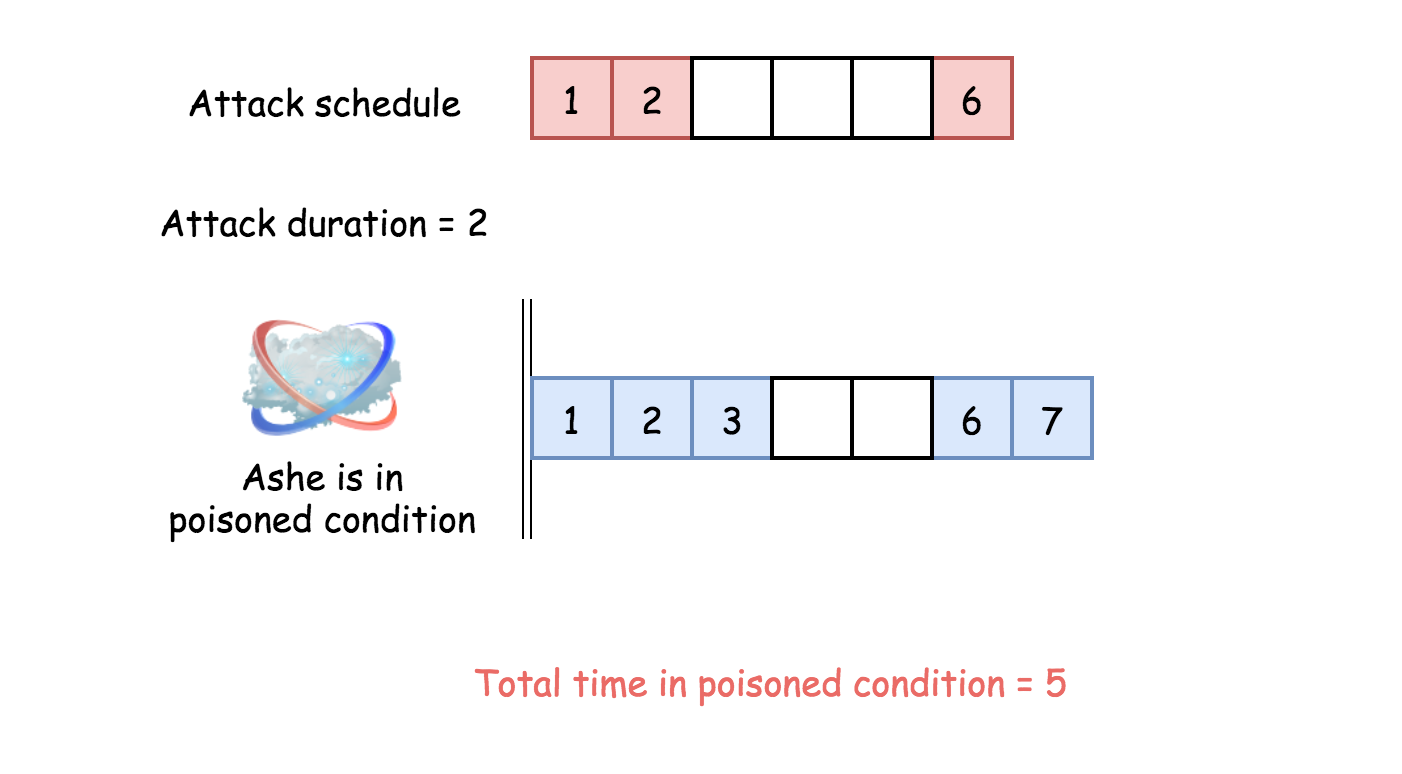 Attack schedule 1 2 6
Attack duration = 2
1 2 3 6 7
Ashe is in
poisoned condition
Total time in poisoned condition = 5